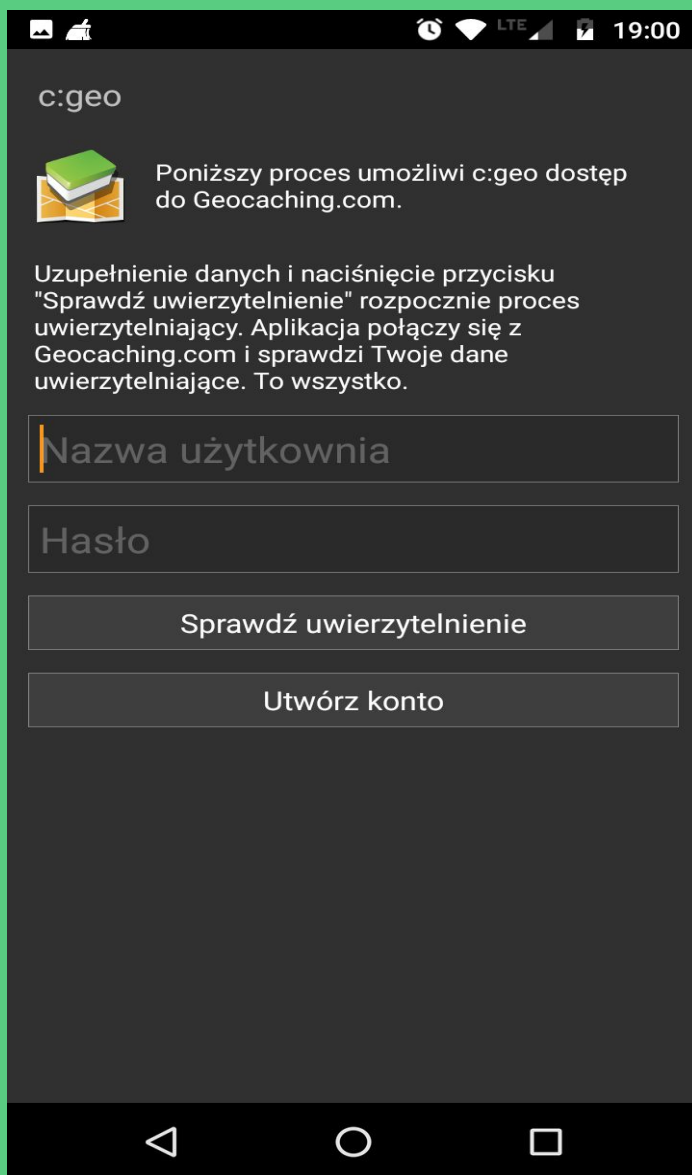 LTE 19:00
c:geo
Poniższy proces umożliwi c:geo dostęp
do Geocaching.com.
Uzupełnienie danych i naciśnięcie przycisku
"Sprawdź uwierzytelnienie" rozpocznie proces
uwierzytelniający. Aplikacja połączy się z
Geocaching.com i sprawdzi Twoje dane
uwierzytelniające. To wszystko.
Nazwa użytkownia
Hasło
Sprawdź uwierzytelnienie
Utwórz konto